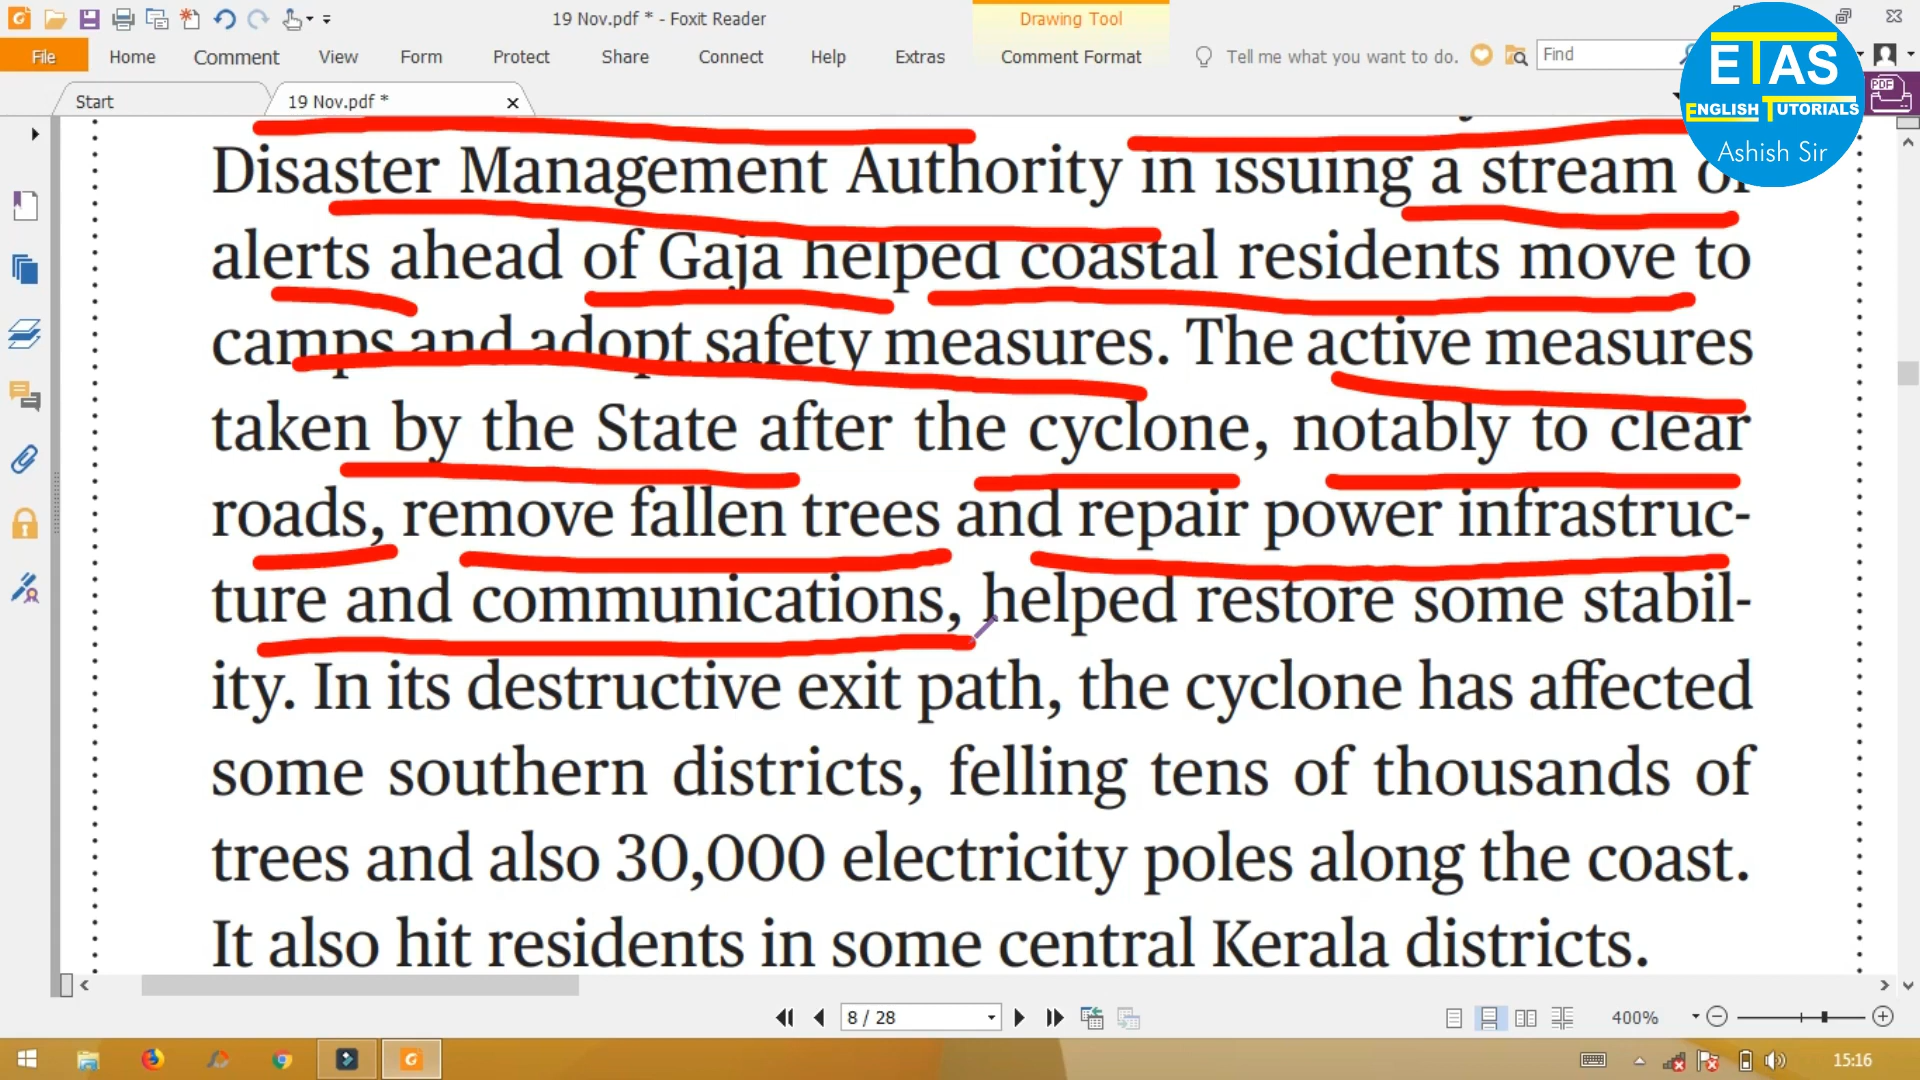 19 Nov.pdf * - Foxit Reader
Drawing Tool
File
Home
Comment
View
Form
Protect
Share
Connect
Help
Extras
Comment Format
Tell me what you want to do.
Find
Start
19 Nov.pdf *
PDF
ETAS
ENGLISH TUTORIALS
Ashish Sir
Disaster Management Authority in issuing a stream of
alerts ahead of Gaja helped coastal residents move to
camps and adopt safety measures. The active measures
taken by the State after the cyclone, notably to clear
roads, remove fallen trees and repair power infrastruc-
ture and communications, helped restore some stabil-
ity. In its destructive exit path, the cyclone has affected
some southern districts, felling tens of thousands of
trees and also 30,000 electricity poles along the coast.
It also hit residents in some central Kerala districts.
8 / 28
400%
15:16